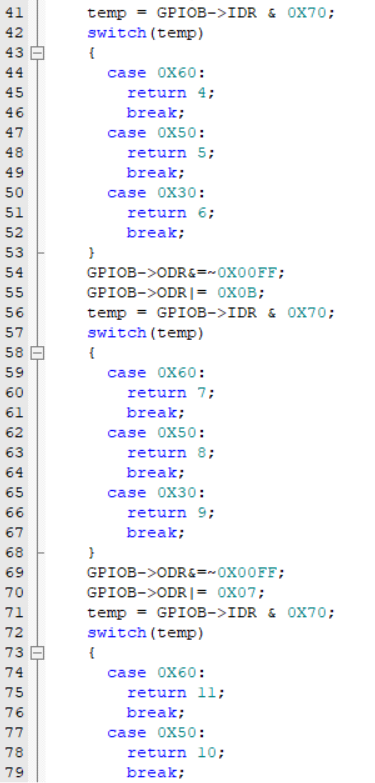 41 temp = GPIOB->IDR & 0X70;
42 switch(temp)
43 {
44 case 0X60:
45 return 4;
46 break;
47 case 0X50:
48 return 5;
49 break;
50 case 0X30:
51 return 6;
52 break;
53 }
54 GPIOB->ODR&=~0X00FF;
55 GPIOB->ODR|= 0X0B;
56 temp = GPIOB->IDR & 0X70;
57 switch(temp)
58 {
59 case 0X60:
60 return 7;
61 break;
62 case 0X50:
63 return 8;
64 break;
65 case 0X30:
66 return 9;
67 break;
68 }
69 GPIOB->ODR&=~0X00FF;
70 GPIOB->ODR|= 0X07;
71 temp = GPIOB->IDR & 0X70;
72 switch(temp)
73 {
74 case 0X60:
75 return 11;
76 break;
77 case 0X50:
78 return 10;
79 break;